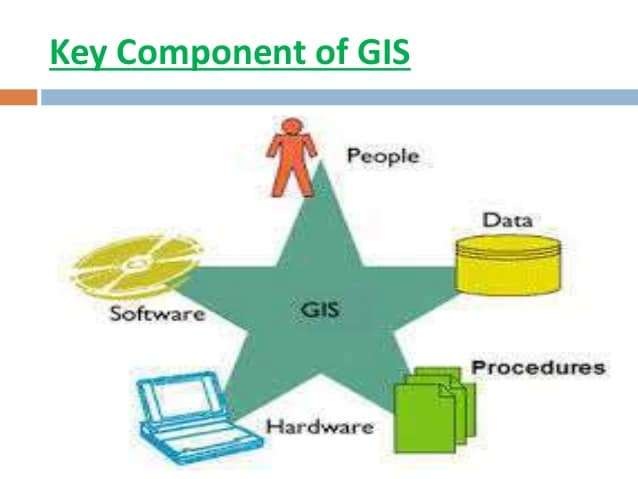 Key Component of GIS
People
Data
Software
GIS
Procedures
Hardware